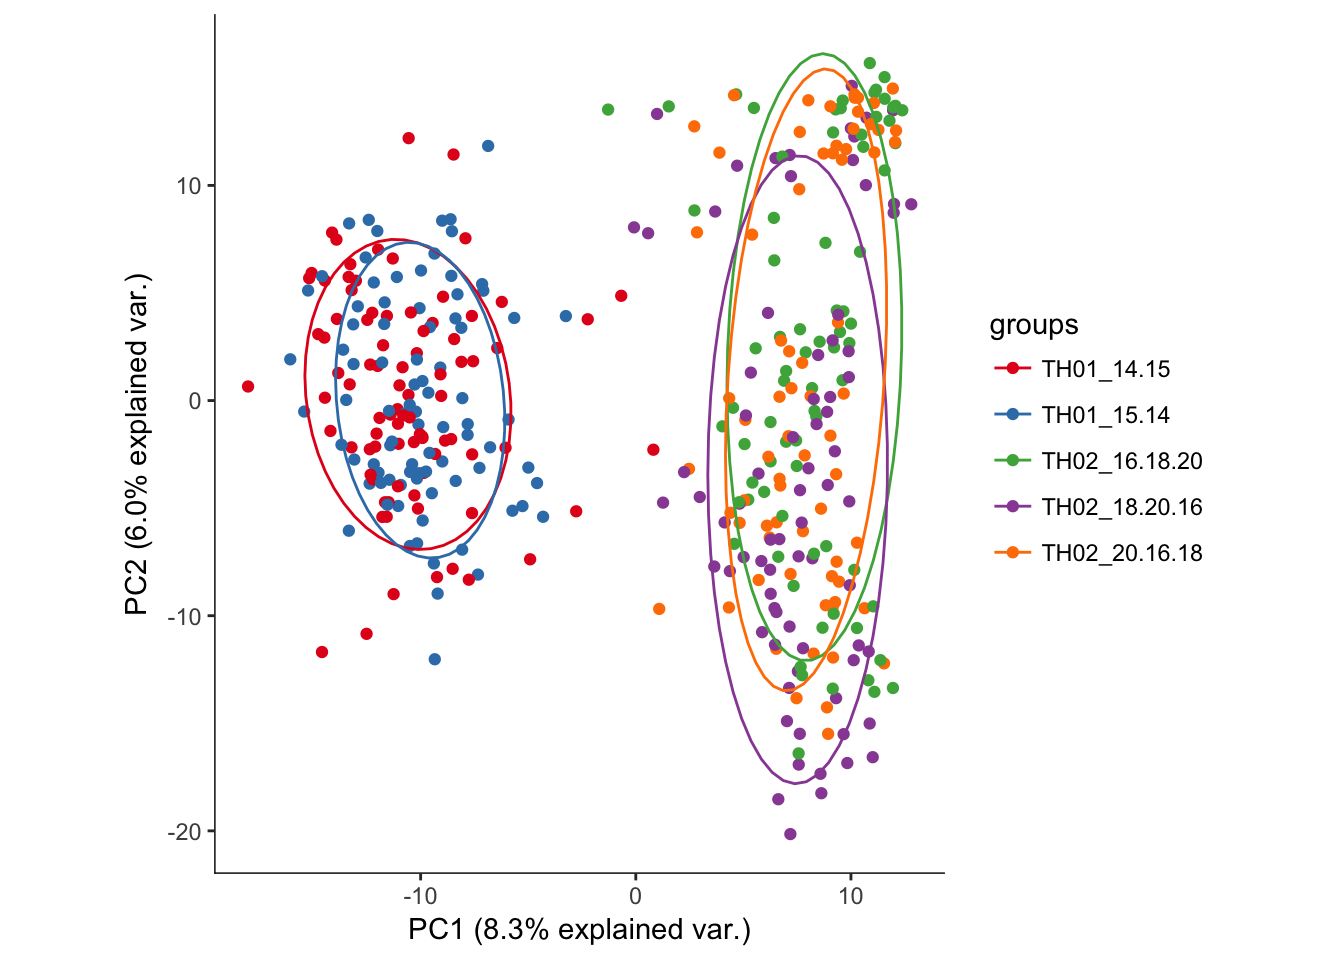 10
0
-10
-20
PC2 (6.0% explained var.)
-10
0
10
PC1 (8.3% explained var.)
groups
TH01_14.15
TH01_15.14
TH02_16.18.20
TH02_18.20.16
TH02_20.16.18